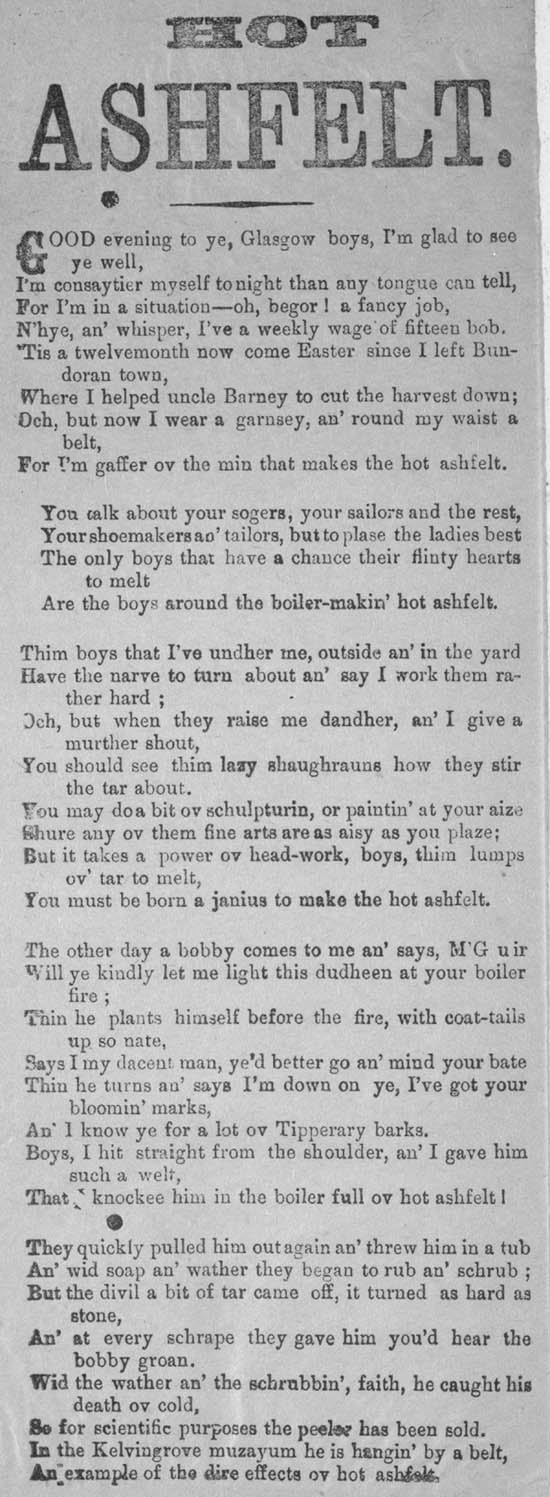 HOT
ASHFELT.
GOOD evening to ye, Glasgow boys, I'm glad to see
ye well,
I'm consaytier myself tonight than any tongue can tell,
For I'm in a situation—oh, begor! a fancy job,
N'hye, an' whisper, I've a weekly wage of fifteen bob.
'Tis a twelvemonth now come Easter since I left Bun-
doran town,
Where I helped uncle Barney to cut the harvest down;
Och, but now I wear a garnsey, an' round my waist a
belt,
For I'm gaffer ov the min that makes the hot ashfelt.
You talk about your sogers, your sailors and the rest,
Your shoemakers an' tailors, but to plase the ladies best
The only boys that have a chance their flinty hearts
to melt
Are the boys around the boiler-makin' hot ashfelt.
Thim boys that I've undher me, outside an' in the yard
Have the narve to turn about an' say I work them ra-
ther hard;
Och, but when they raise me dandher, an' I give a
murther shout,
You should see thim lazy shaughrauns how they stir
the tar about.
You may do a bit ov schulpturin, or paintin' at your aize
Shure any ov them fine arts are as aisy as you plaze;
But it takes a power ov head-work, boys, thim lumps
ov' tar to melt,
You must be born a janius to make the hot ashfelt.
The other day a bobby comes to me an' says, M'G uir
Will ye kindly let me light this dudheen at your boiler
fire;
Thin he plants himself before the fire, with coat-tails
up so nate,
Says I my dacent man, ye'd better go an' mind your bate
Thin he turns an' says I'm down on ye, I've got your
bloomin' marks,
An' I know ye for a lot ov Tipperary barks.
Boys, I hit straight from the shoulder, an' I gave him
such a welt,
That knockee him in the boiler full ov hot ashfelt!
They quickly pulled him out again an' threw him in a tub
An' wid soap an' wather they began to rub an' schrub;
But the divil a bit of tar came off, it turned as hard as
stone,
An' at every schrape they gave him you'd hear the
bobby groan.
Wid the wather an' the schrubbin', faith, he caught his
death ov cold,
So for scientific purposes the peeler has been sold.
In the Kelvingrove muzayum he is hangin' by a belt,
An example of the dire effects ov hot ashfelt.